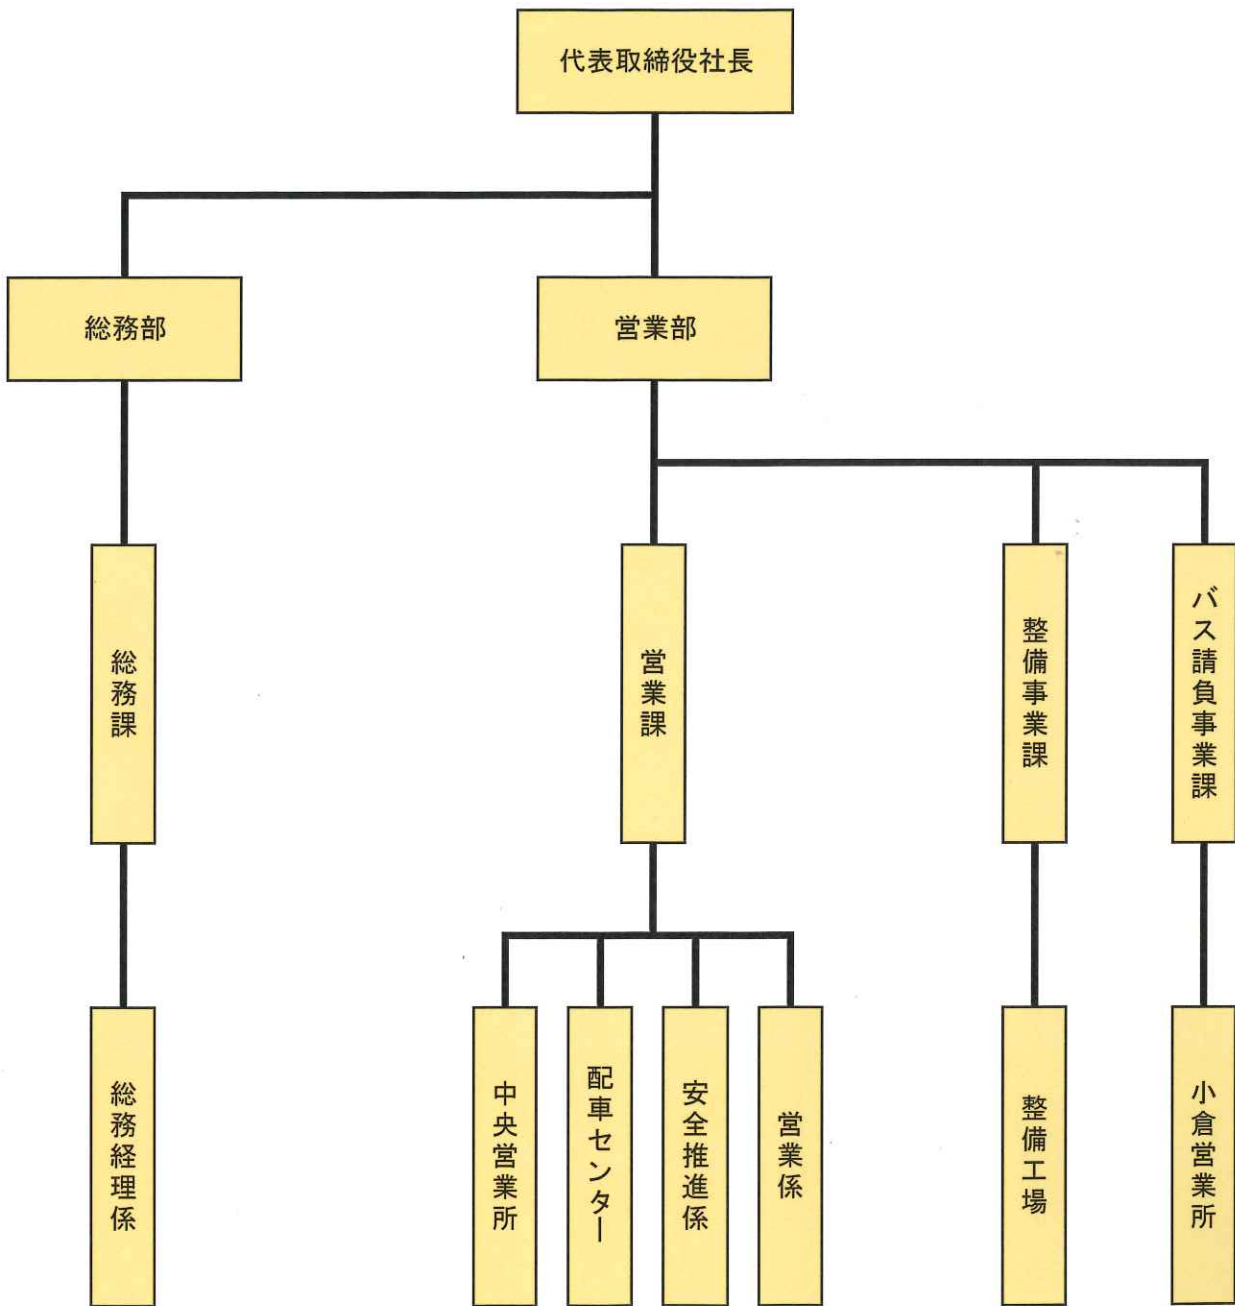 代表取締役社長
総務部
営業部
総務課
営業課
整備事業課
バス請負事業課
総務経理係
中央営業所
配車センター
安全推進係
営業係
整備工場
小倉営業所